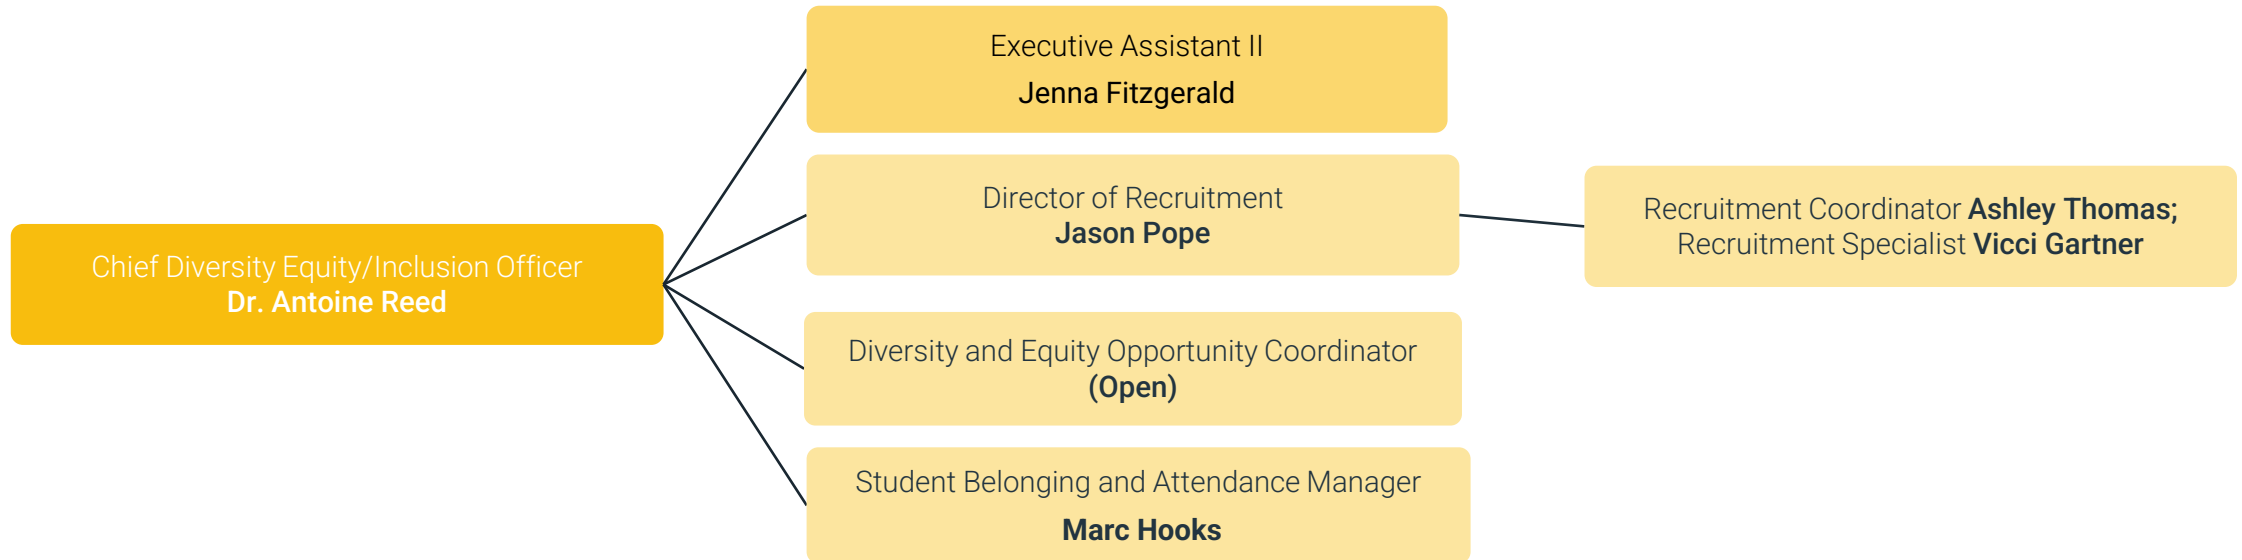 Executive Assistant II
Jenna Fitzgerald
Director of Recruitment
Jason Pope
Recruitment Coordinator Ashley Thomas;
Recruitment Specialist Vicci Gartner
Chief Diversity Equity/Inclusion Officer
Dr. Antoine Reed
Diversity and Equity Opportunity Coordinator
(Open)
Student Belonging and Attendance Manager
Marc Hooks